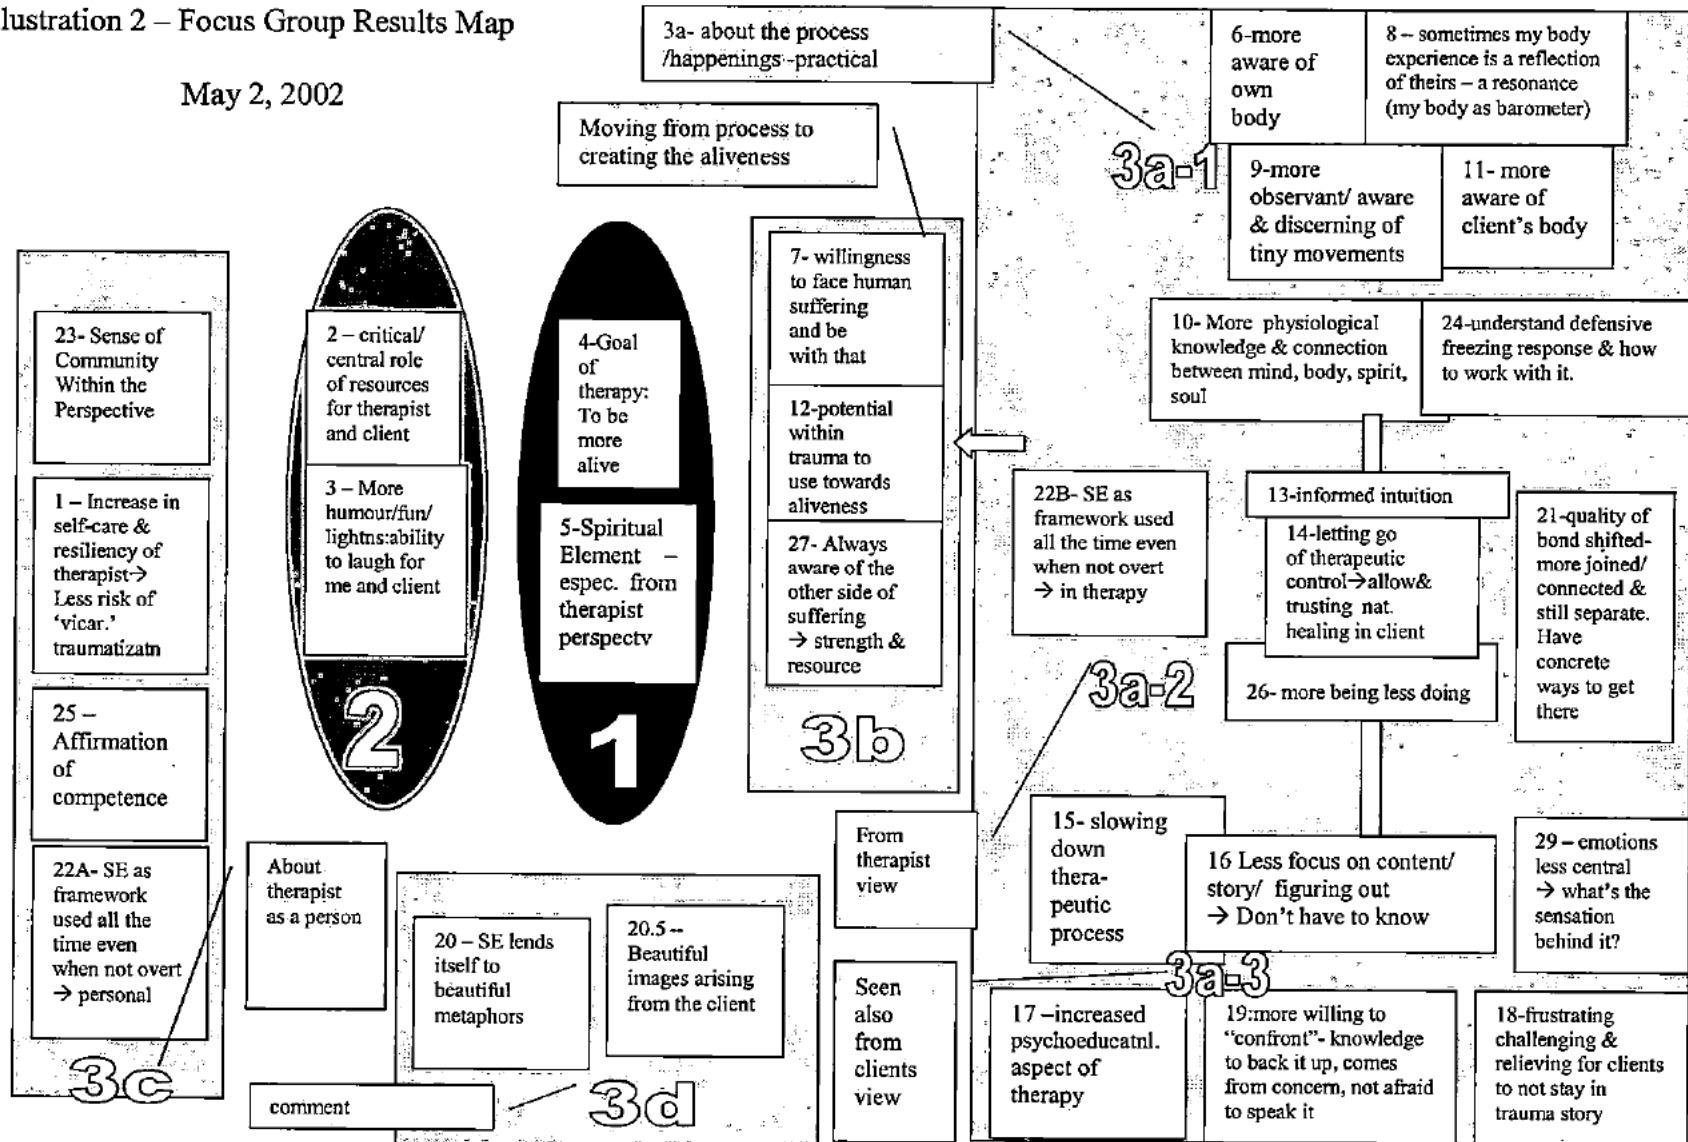 lustration 2 – Focus Group Results Map
May 2, 2002
3a- about the process
/happenings -practical
Moving from process to
creating the aliveness
6-more
aware of
own
body
8 – sometimes my body
experience is a reflection
of theirs – a resonance
(my body as barometer)
3a-1
9-more
observant/ aware
& discerning of
tiny movements
11- more
aware of
client's body
10- More physiological
knowledge & connection
between mind, body, spirit,
soul
24-understand defensive
freezing response & how
to work with it.
23- Sense of
Community
Within the
Perspective
1 – Increase in
self-care &
resiliency of
therapist→
Less risk of
'vicar.'
traumatizatn
25 –
Affirmation
of
competence
22A- SE as
framework
used all the
time even
when not overt
→ personal
3c
2 – critical/
central role
of resources
for therapist
and client
3 – More
humour/fun/
lightns:ability
to laugh for
me and client
2
4-Goal
of
therapy:
To be
more
alive
5-Spiritual
Element –
espec. from
therapist
perspectv
1
7- willingness
to face human
suffering
and be
with that
12-potential
within
trauma to
use towards
aliveness
27- Always
aware of the
other side of
suffering
→ strength &
resource
3b
22B- SE as
framework used
all the time even
when not overt
→ in therapy
3a-2
13-informed intuition
14-letting go
of therapeutic
control→allow&
trusting nat.
healing in client
26- more being less doing
21-quality of
bond shifted-
more joined/
connected &
still separate.
Have
concrete
ways to get
there
About
therapist
as a person
20 – SE lends
itself to
beautiful
metaphors
20.5 –
Beautiful
images arising
from the client
comment
3d
From
therapist
view
Seen
also
from
clients
view
15- slowing
down
thera-
peutic
process
16 Less focus on content/
story/ figuring out
→ Don't have to know
29 – emotions
less central
→ what's the
sensation
behind it?
3a-3
17 –increased
psychoeducatnl.
aspect of
therapy
19:more willing to
"confront"- knowledge
to back it up, comes
from concern, not afraid
to speak it
18-frustrating
challenging &
relieving for clients
to not stay in
trauma story